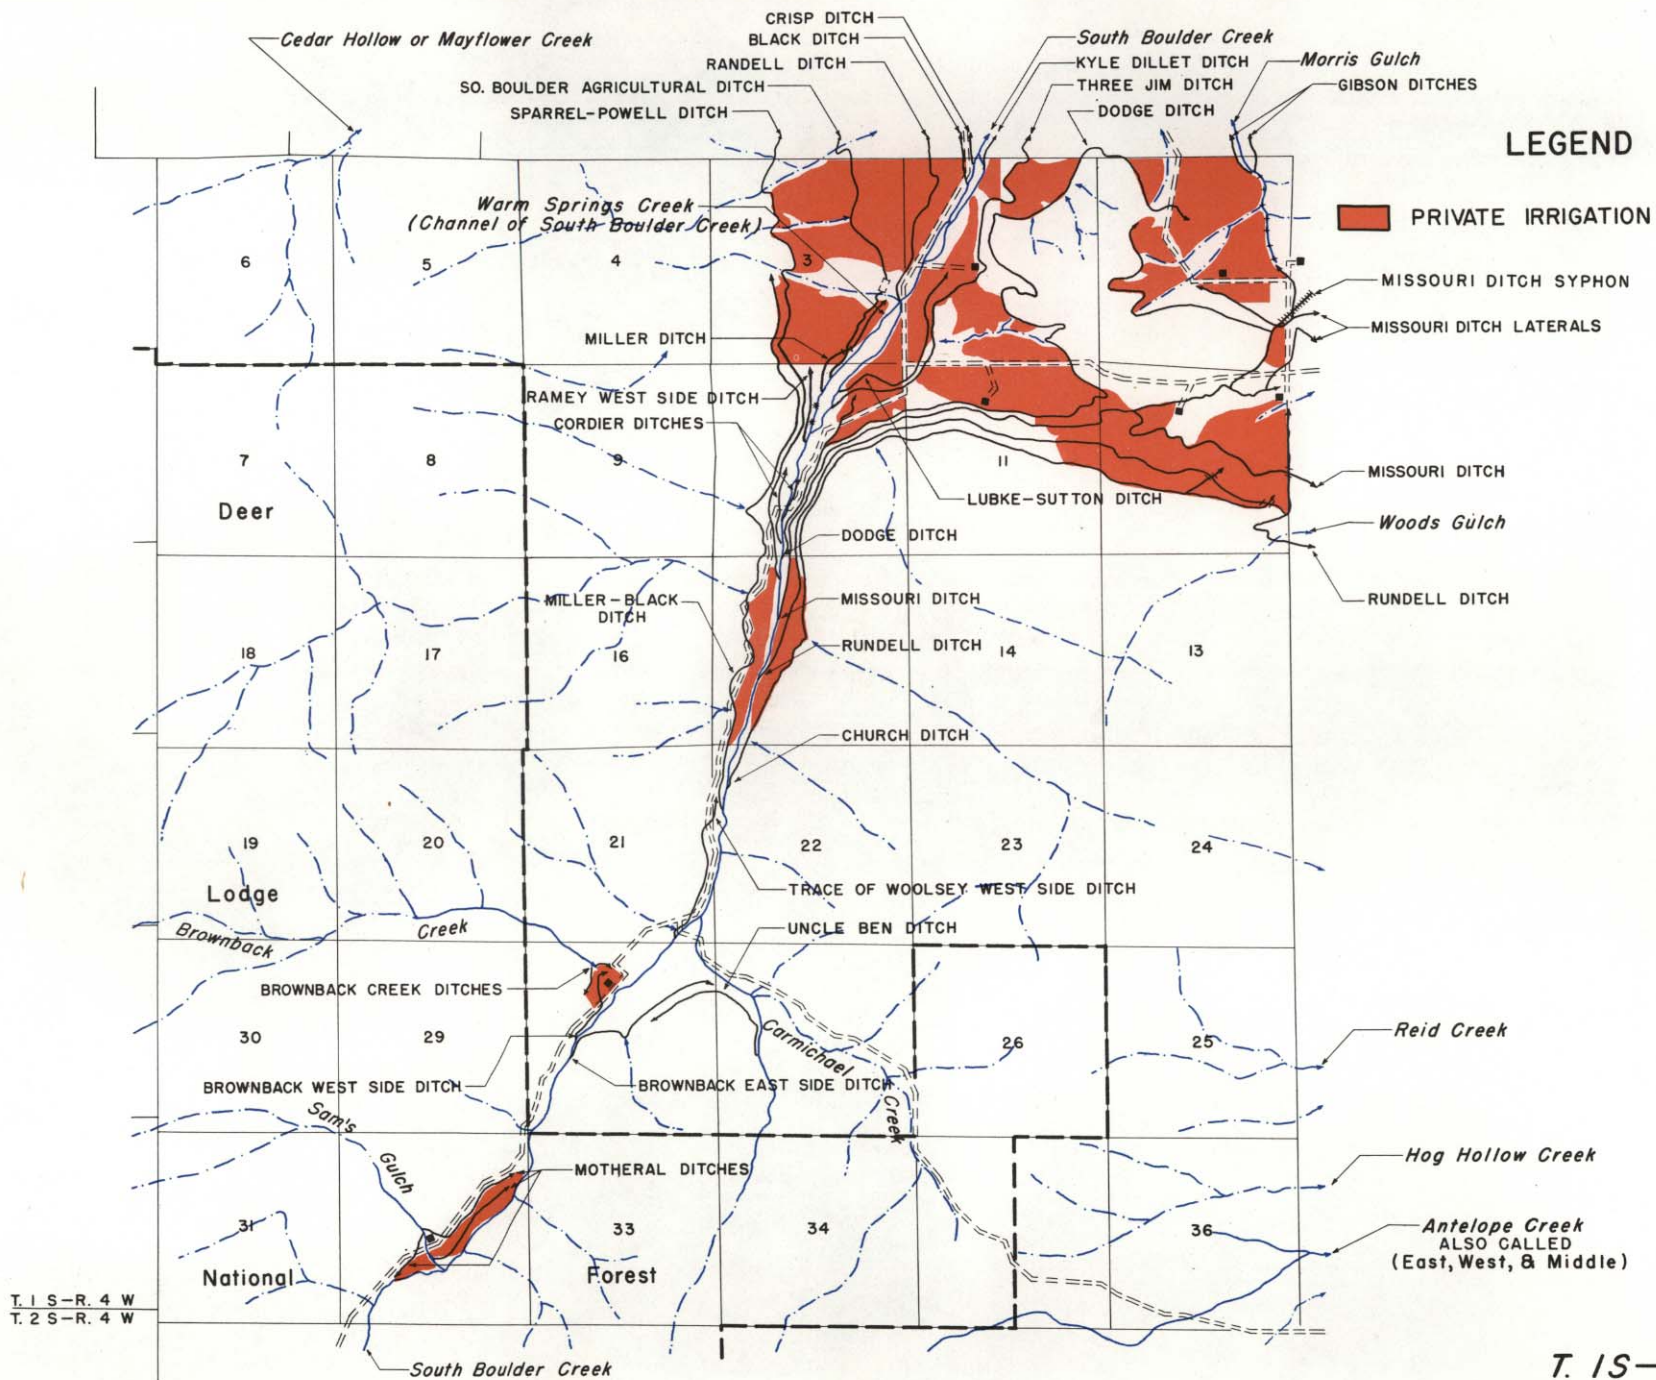 CRISP DITCH
Cedar Hollow or Mayflower Creek
BLACK DITCH
South Boulder Creek
RANDELL DITCH
KYLE DILLET DITCH
Morris Gulch
SO. BOULDER AGRICULTURAL DITCH
THREE JIM DITCH
GIBSON DITCHES
SPARREL-POWELL DITCH
DODGE DITCH
LEGEND
PRIVATE IRRIGATION
Warm Springs Creek
(Channel of South Boulder Creek)
6
5
4
3
MISSOURI DITCH SYPHON
MISSOURI DITCH LATERALS
MILLER DITCH
RAMEY WEST SIDE DITCH
CORDIER DITCHES
7
8
9
11
MISSOURI DITCH
LUBKE-SUTTON DITCH
Deer
Woods Gulch
DODGE DITCH
MILLER-BLACK
DITCH
MISSOURI DITCH
RUNDELL DITCH
RUNDELL DITCH
18
17
16
14
13
CHURCH DITCH
19
20
21
22
23
24
Lodge
TRACE OF WOOLSEY WEST SIDE DITCH
Brownback
Creek
UNCLE BEN DITCH
BROWNBACK CREEK DITCHES
30
29
Carmichael
Creek
26
25
Reid Creek
BROWNBACK WEST SIDE DITCH
BROWNBACK EAST SIDE DITCH
Sam's
Gulch
MOTHERAL DITCHES
Hog Hollow Creek
31
33
34
36
Antelope Creek
ALSO CALLED
(East, West, & Middle)
National
Forest
T. 1 S-R. 4 W
T. 2 S-R. 4 W
South Boulder Creek
T. 1S-